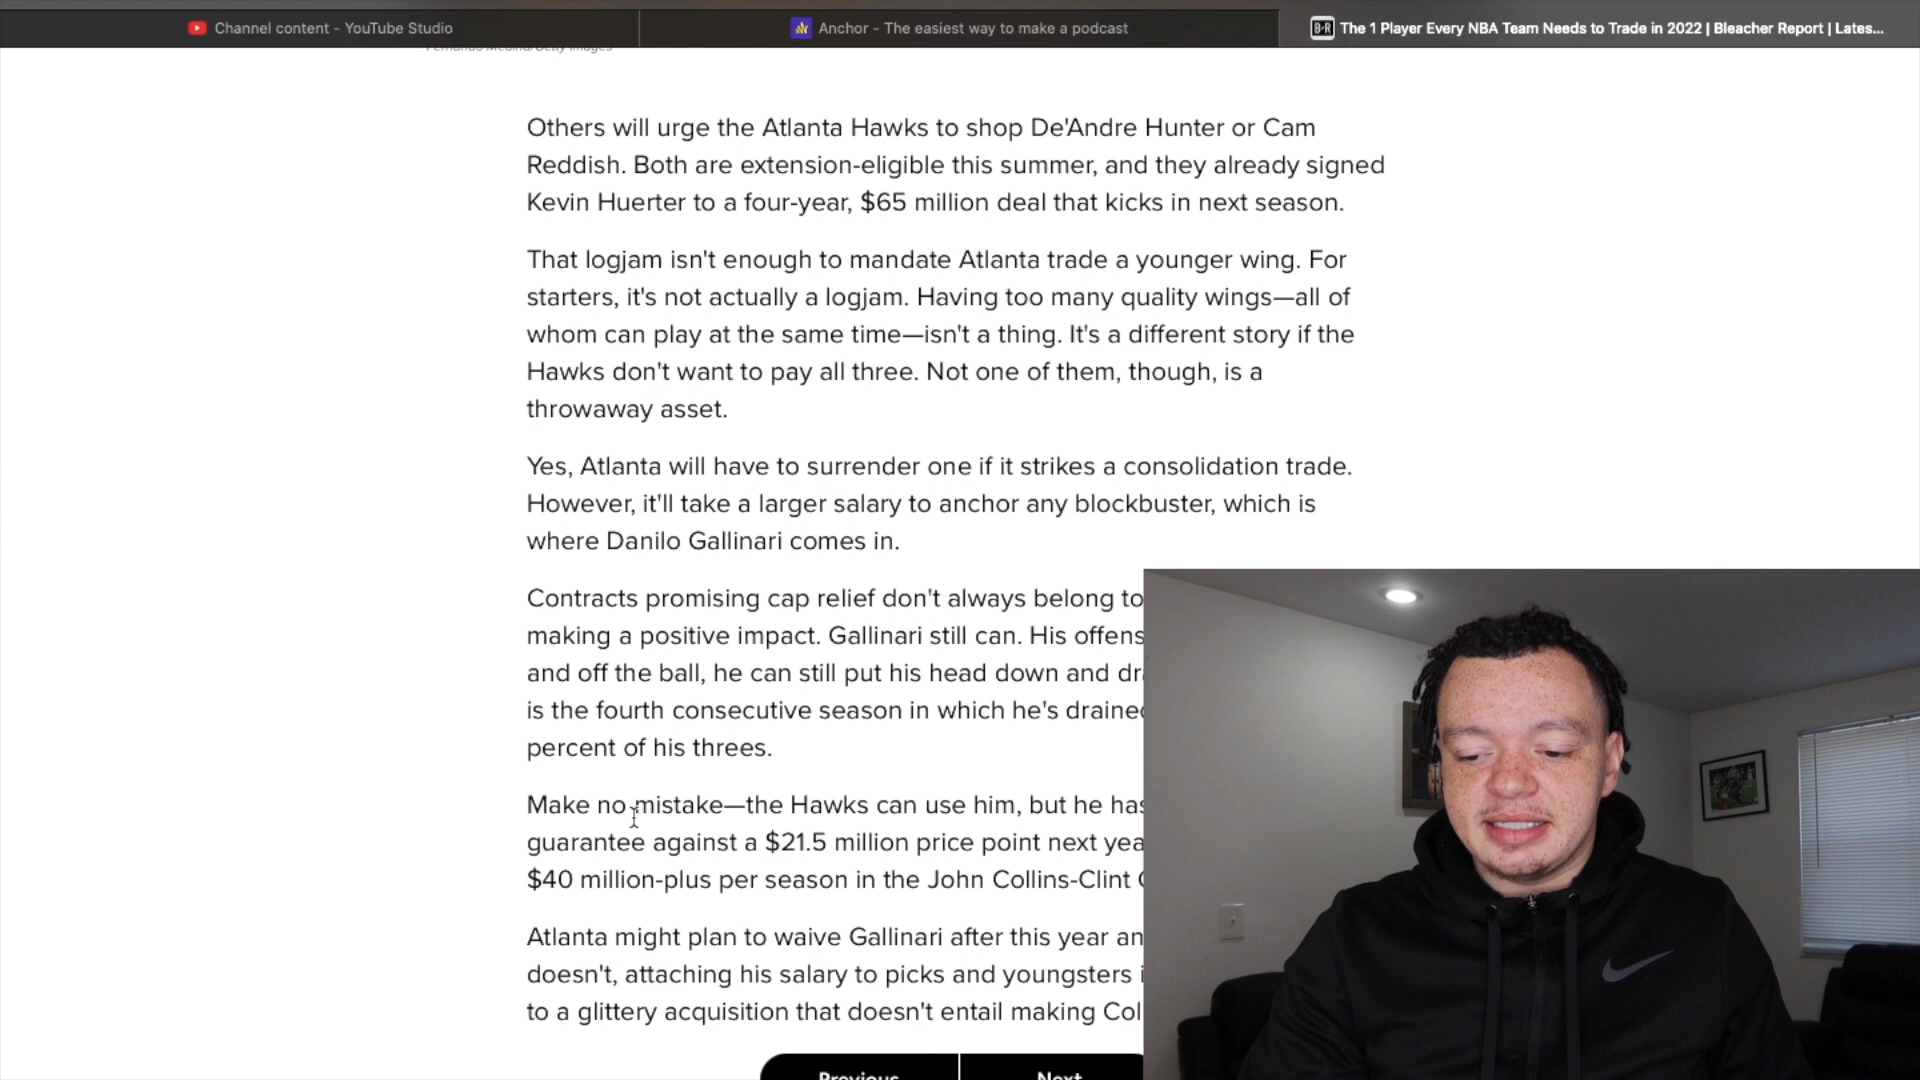 Channel content - YouTube Studio
Anchor - The easiest way to make a podcast
B·R The 1 Player Every NBA Team Needs to Trade in 2022 | Bleacher Report | Lates...
Fernando Medina/Getty Images
Others will urge the Atlanta Hawks to shop De'Andre Hunter or Cam
Reddish. Both are extension-eligible this summer, and they already signed
Kevin Huerter to a four-year, $65 million deal that kicks in next season.
That logjam isn't enough to mandate Atlanta trade a younger wing. For
starters, it's not actually a logjam. Having too many quality wings—all of
whom can play at the same time—isn't a thing. It's a different story if the
Hawks don't want to pay all three. Not one of them, though, is a
throwaway asset.
Yes, Atlanta will have to surrender one if it strikes a consolidation trade.
However, it'll take a larger salary to anchor any blockbuster, which is
where Danilo Gallinari comes in.
Contracts promising cap relief don't always belong to
making a positive impact. Gallinari still can. His offens
and off the ball, he can still put his head down and dr
is the fourth consecutive season in which he's drained
percent of his threes.
Make no mistake—the Hawks can use him, but he has
guarantee against a $21.5 million price point next yea
$40 million-plus per season in the John Collins-Clint
Atlanta might plan to waive Gallinari after this year an
doesn't, attaching his salary to picks and youngsters i
to a glittery acquisition that doesn't entail making Col
Previous
Next